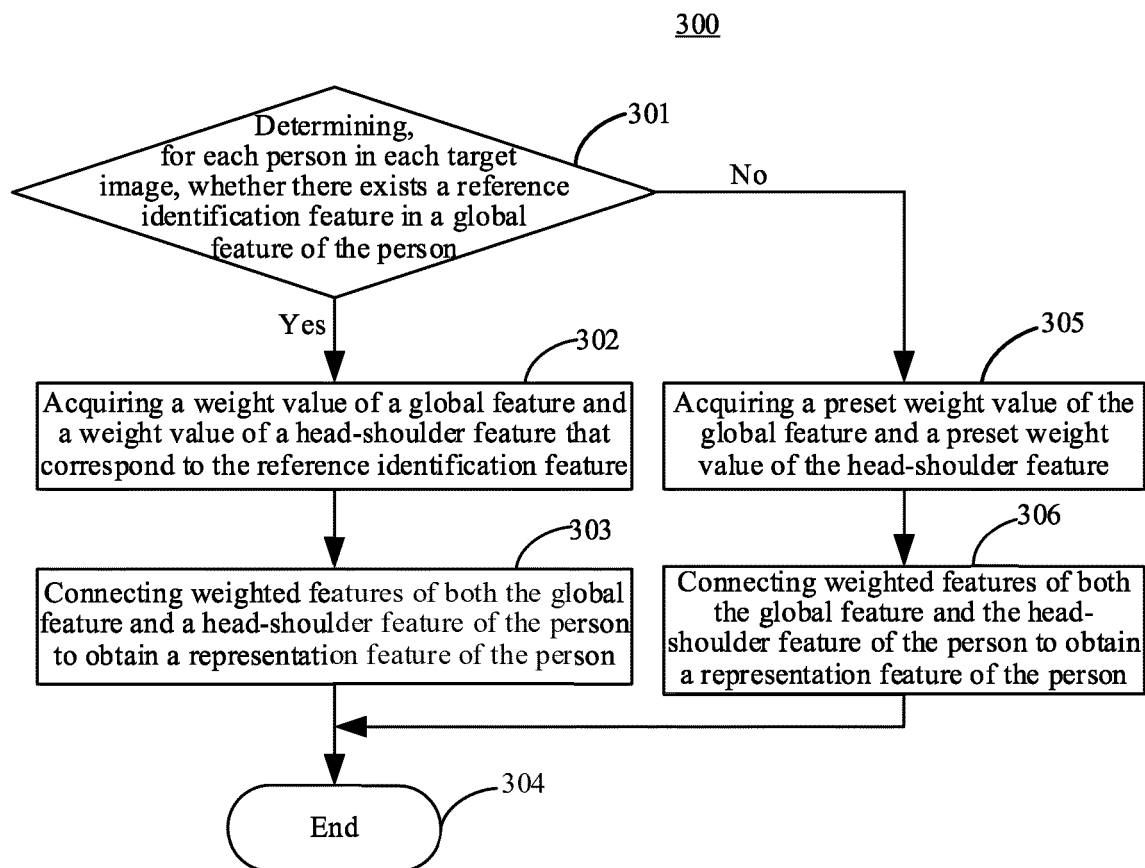 300
301
Determining,
for each person in each target
image, whether there exists a reference
identification feature in a global
feature of the person
No
Yes
302
Acquiring a weight value of a global feature and
a weight value of a head-shoulder feature that
correspond to the reference identification feature
305
Acquiring a preset weight value of the
global feature and a preset weight
value of the head-shoulder feature
303
Connecting weighted features of both the global
feature and a head-shoulder feature of the person
to obtain a representation feature of the person
306
Connecting weighted features of both
the global feature and the head-
shoulder feature of the person to obtain
a representation feature of the person
304
End